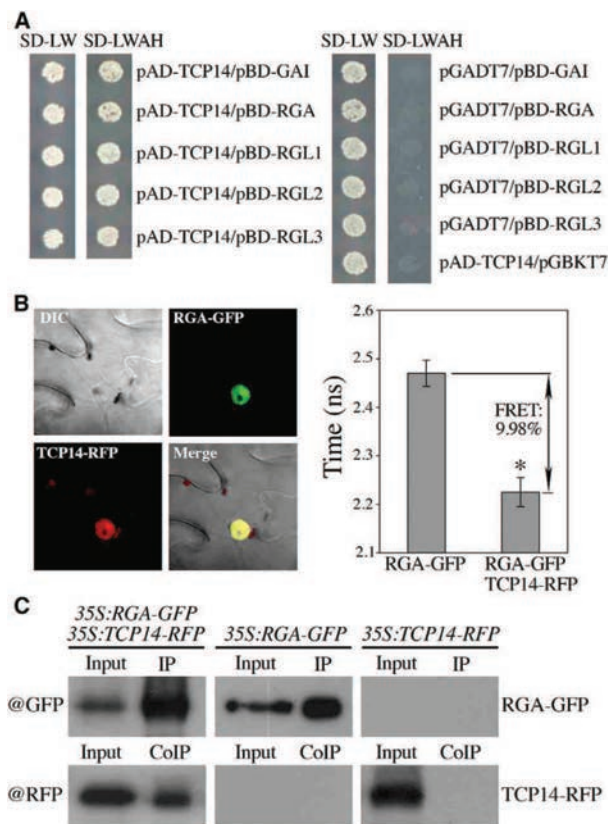 A
SD-LW SD-LWAH
pAD-TCP14/pBD-GAI
pAD-TCP14/pBD-RGA
pAD-TCP14/pBD-RGL1
pAD-TCP14/pBD-RGL2
pAD-TCP14/pBD-RGL3
SD-LW SD-LWAH
pGADT7/pBD-GAI
pGADT7/pBD-RGA
pGADT7/pBD-RGL1
pGADT7/pBD-RGL2
pGADT7/pBD-RGL3
pAD-TCP14/pGBKT7
B
DIC
RGA-GFP
TCP14-RFP
Merge
Time (ns)
2.6
2.5
2.4
2.3
2.2
2.1
FRET:
9.98%
*
RGA-GFP
RGA-GFP
TCP14-RFP
C
35S:RGA-GFP
35S:TCP14-RFP
35S:RGA-GFP
35S:TCP14-RFP
Input IP Input IP Input IP
@GFP RGA-GFP
Input CoIP Input CoIP Input CoIP
@RFP TCP14-RFP